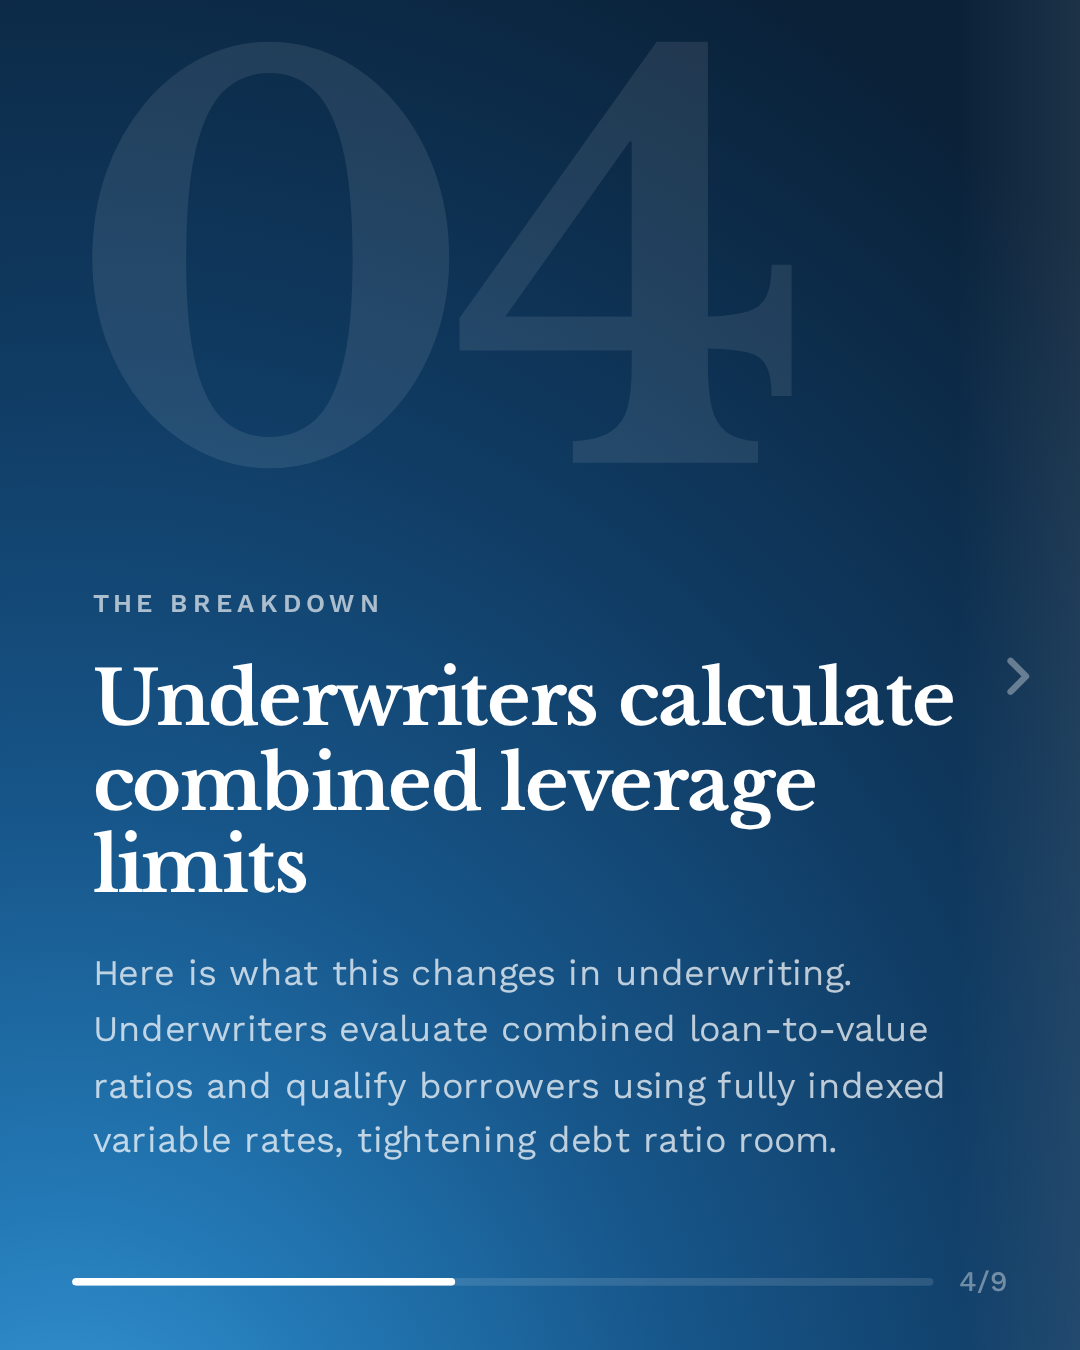 04
THE BREAKDOWN
Underwriters calculate
combined leverage
limits
Here is what this changes in underwriting.
Underwriters evaluate combined loan-to-value
ratios and qualify borrowers using fully indexed
variable rates, tightening debt ratio room.
4/9